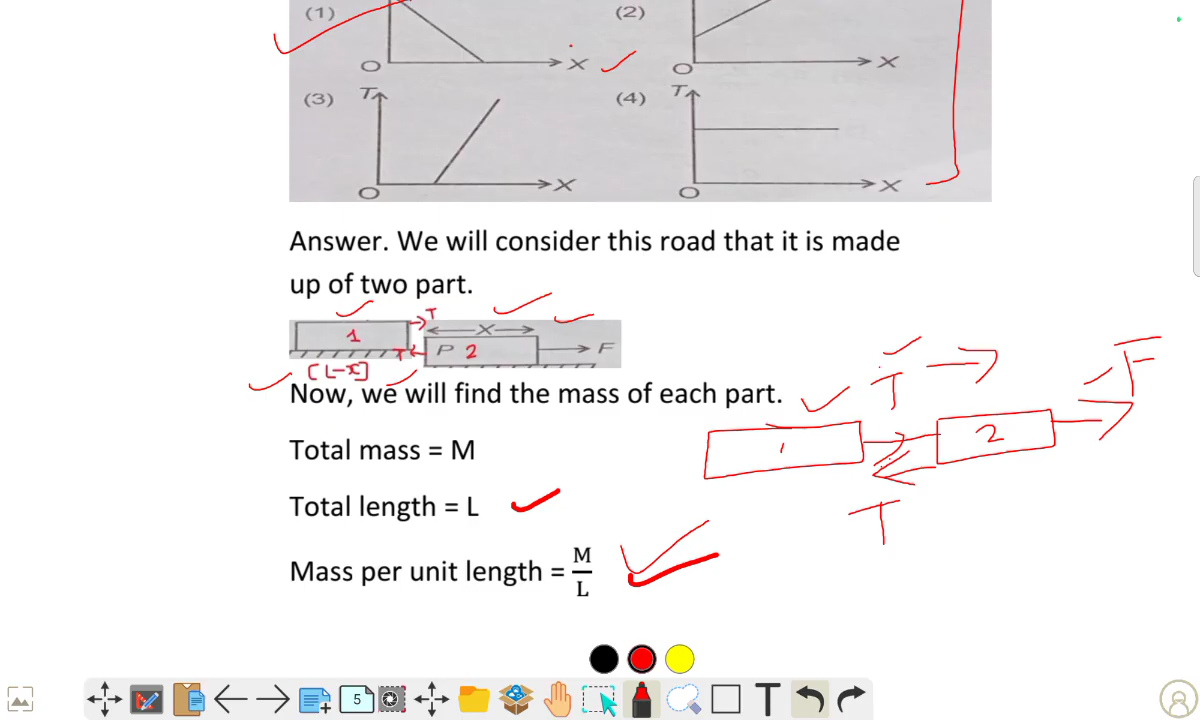 (1) O X (2) O X
(3) T O X (4) T O X
Answer. We will consider this road that it is made
up of two part.
1 T T P 2 X F
(L-x)
Now, we will find the mass of each part.
T F
1 2
T
Total mass = M
Total length = L
Mass per unit length = M/L
5 T